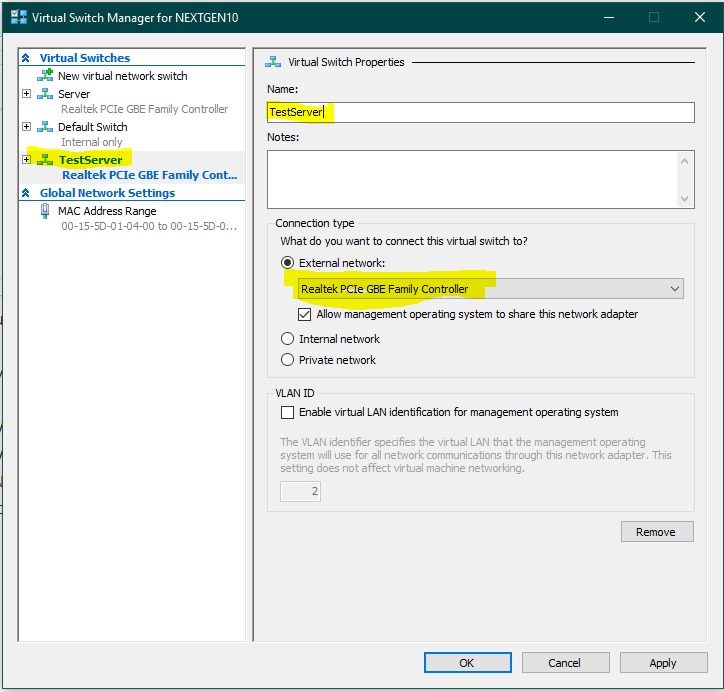 Virtual Switch Manager for NEXTGEN10
Virtual Switches
New virtual network switch
Server
Realtek PCIe GBE Family Controller
Default Switch
Internal only
TestServer
Realtek PCIe GBE Family Cont...
Global Network Settings
MAC Address Range
00-15-5D-01-04-00 to 00-15-5D-0...
Virtual Switch Properties
Name:
TestServer
Notes:
Connection type
What do you want to connect this virtual switch to?
External network:
Realtek PCIe GBE Family Controller
Allow management operating system to share this network adapter
Internal network
Private network
VLAN ID
Enable virtual LAN identification for management operating system
The VLAN identifier specifies the virtual LAN that the management operating
system will use for all network communications through this network adapter. This
setting does not affect virtual machine networking.
2
Remove
OK
Cancel
Apply